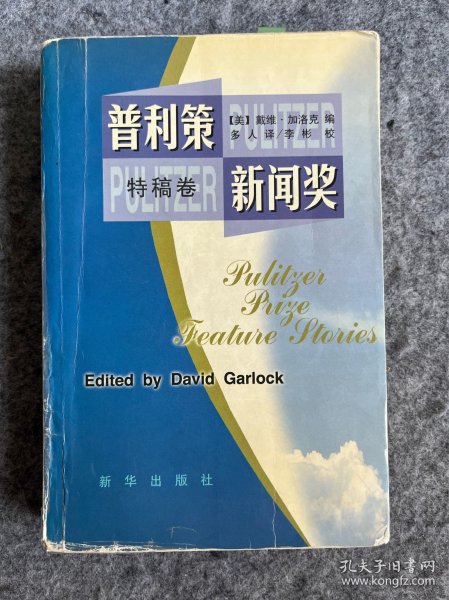 普利策
PULITZER
【美】戴维·加洛克 编
多人译/李彬 校
PULITZER
特稿卷
新闻奖
Pulitzer
Prize
Feature Stories
Edited by David Garlock
新华出版社
孔夫子旧书网
www.kongfz.com